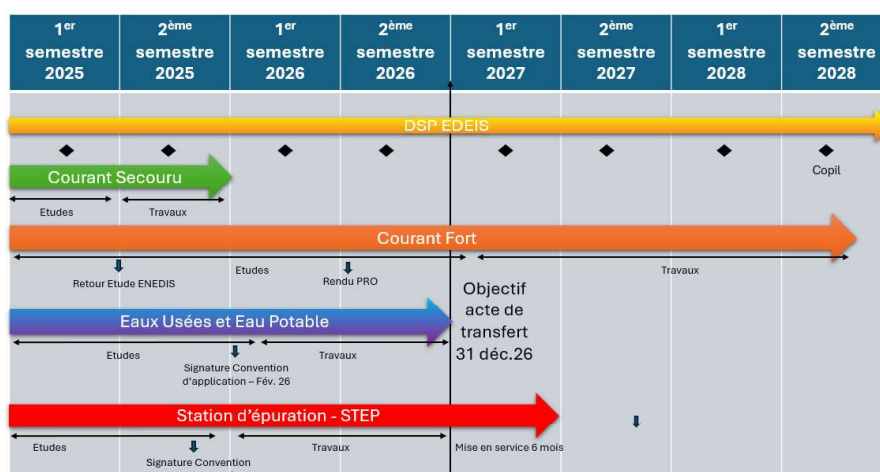 1er semestre 2025
2ème semestre 2025
1er semestre 2026
2ème semestre 2026
1er semestre 2027
2ème semestre 2027
1er semestre 2028
2ème semestre 2028
DSP EDEIS
Copil
Courant Secouru
Etudes
Travaux
Courant Fort
Etudes
Travaux
Retour Etude ENEDIS
Rendu PRO
Objectif
acte de
transfert
31 déc.26
Eaux Usées et Eau Potable
Etudes
Travaux
Signature Convention
d'application – Fév. 26
Station d'épuration - STEP
Etudes
Travaux
Mise en service 6 mois
Signature Convention